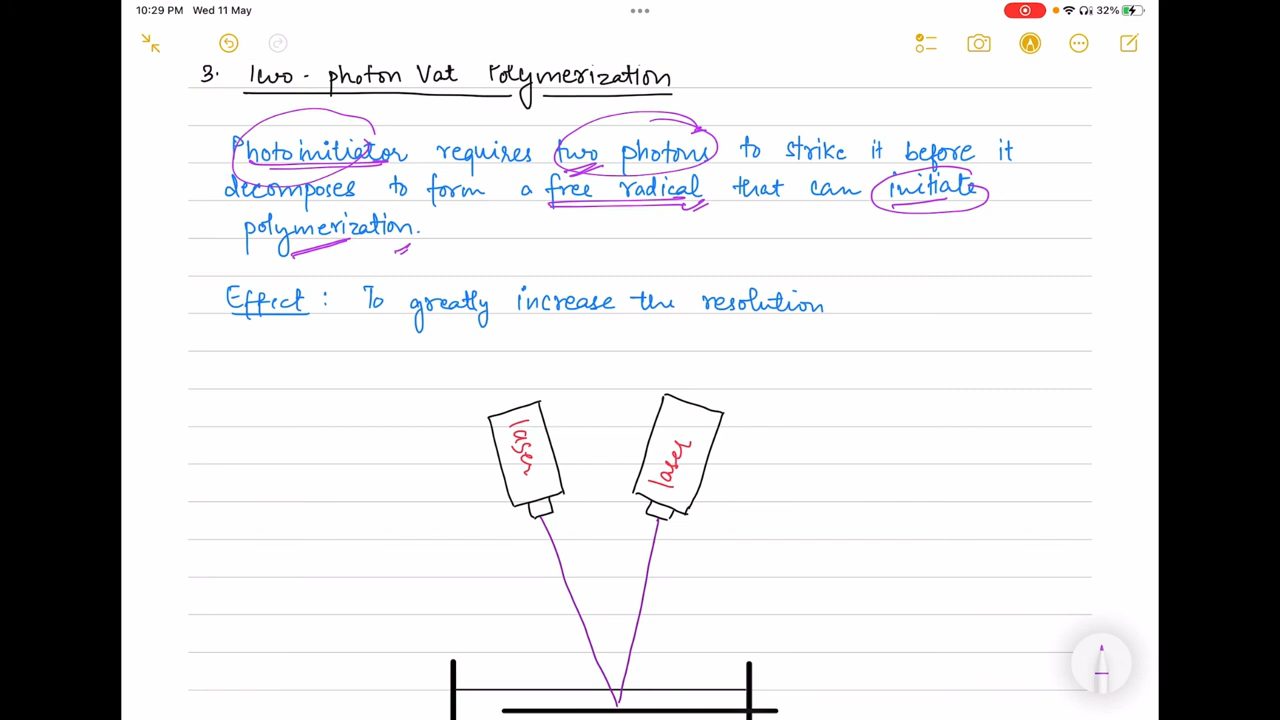 10:29 PM Wed 11 May
32%
3. Two - photon Vat Polymerization
Photoinitiator requires two photons to strike it before it
decomposes to form a free radical that can initiate
polymerization.
Effect : To greatly increase the resolution
laser
laser